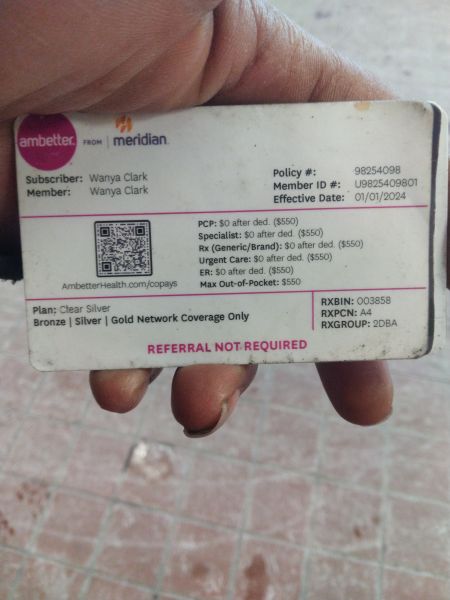 ambetter. FROM meridian
Subscriber: Wanya Clark
Member: Wanya Clark
Policy #: 98254098
Member ID #: U9825409801
Effective Date: 01/01/2024
AmbetterHealth.com/copays
PCP: $0 after ded. ($550)
Specialist: $0 after ded. ($550)
Rx (Generic/Brand): $0 after ded. ($550)
Urgent Care: $0 after ded. ($550)
ER: $0 after ded. ($550)
Max Out-of-Pocket: $550
Plan: Clear Silver
Bronze | Silver | Gold Network Coverage Only
RXBIN: 003858
RXPCN: A4
RXGROUP: 2DBA
REFERRAL NOT REQUIRED